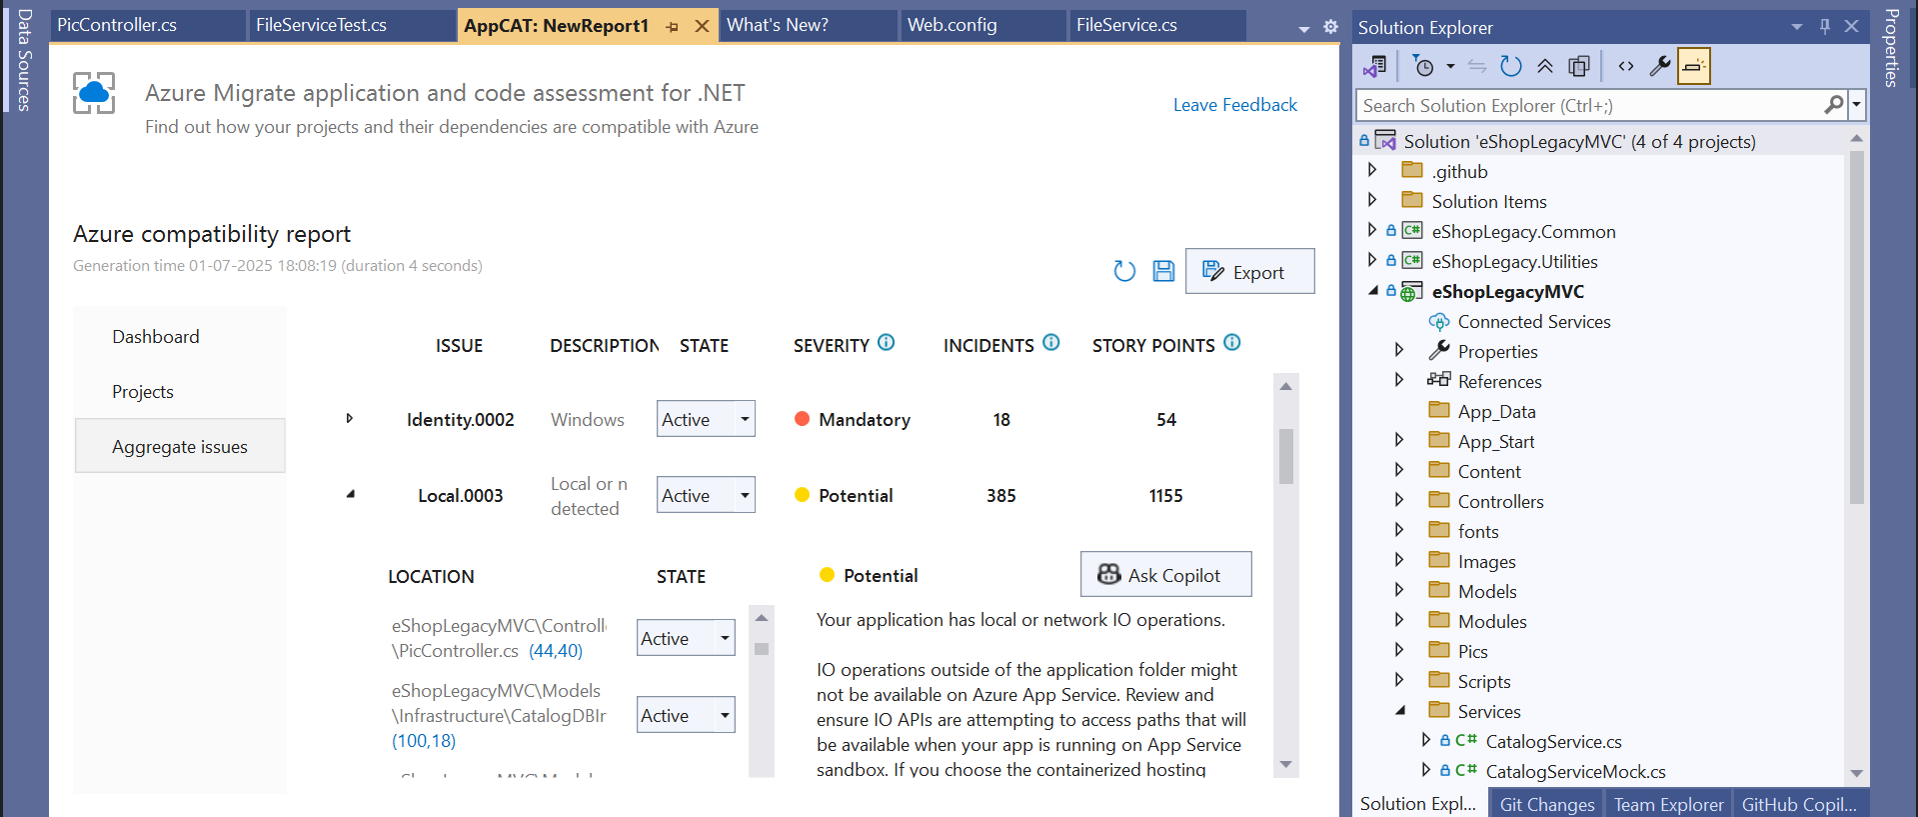 Data Sources
PicController.cs
FileServiceTest.cs
AppCAT: NewReport1
What's New?
Web.config
FileService.cs
Azure Migrate application and code assessment for .NET
Find out how your projects and their dependencies are compatible with Azure
Leave Feedback
Azure compatibility report
Generation time 01-07-2025 18:08:19 (duration 4 seconds)
Export
Dashboard
Projects
Aggregate issues
ISSUE DESCRIPTION STATE SEVERITY INCIDENTS STORY POINTS
Identity.0002 Windows Active Mandatory 18 54
Local.0003 Local or n detected Active Potential 385 1155
LOCATION STATE
eShopLegacyMVC\Controlle
\PicController.cs (44,40)
Active
eShopLegacyMVC\Models
\Infrastructure\CatalogDBIr
(100,18)
Active
Potential
Ask Copilot
Your application has local or network IO operations.
IO operations outside of the application folder might
not be available on Azure App Service. Review and
ensure IO APIs are attempting to access paths that will
be available when your app is running on App Service
sandbox. If you choose the containerized hosting
Solution Explorer
Search Solution Explorer (Ctrl+;)
Solution 'eShopLegacyMVC' (4 of 4 projects)
.github
Solution Items
C# eShopLegacy.Common
C# eShopLegacy.Utilities
eShopLegacyMVC
Connected Services
Properties
References
App_Data
App_Start
Content
Controllers
fonts
Images
Models
Modules
Pics
Scripts
Services
C# CatalogService.cs
C# CatalogServiceMock.cs
Solution Expl...
Git Changes
Team Explorer
GitHub Copil...
Properties